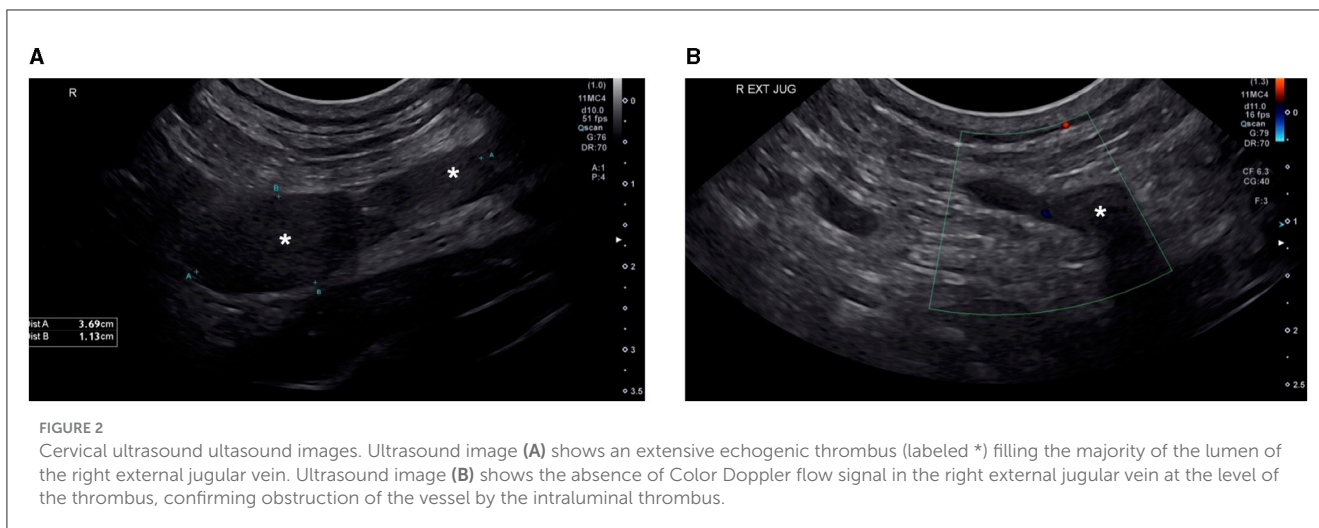 A
R
(1.0)
11MC4
d10.0
51 fps
Qscan
G:76
DR:70
A:1
P:4
0
1
2
3
3.5
A
B
A
B
*
*
Dist A 3.69cm
Dist B 1.13cm
B
R EXT JUG
(1.3)
11MC4
d11.0
16 fps
Qscan
G:79
DR:70
CF 6.3
CG:40
F:3
0
1
2
2.5
*
FIGURE 2
Cervical ultrasound ultasound images. Ultrasound image (A) shows an extensive echogenic thrombus (labeled *) filling the majority of the lumen of
the right external jugular vein. Ultrasound image (B) shows the absence of Color Doppler flow signal in the right external jugular vein at the level of
the thrombus, confirming obstruction of the vessel by the intraluminal thrombus.